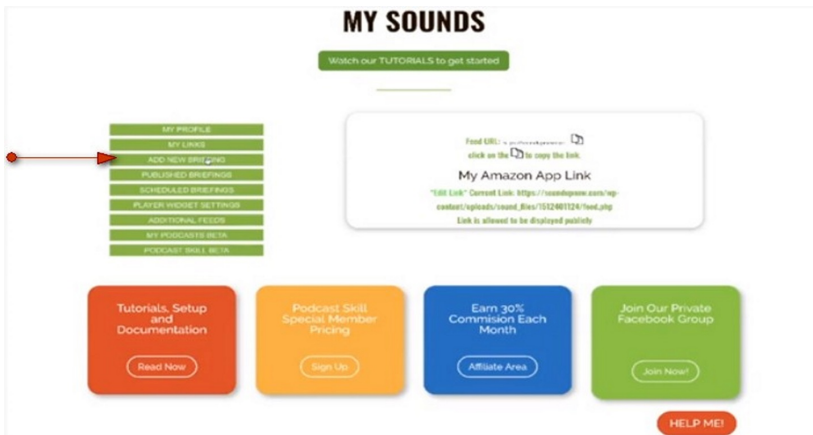 MY SOUNDS
Watch our TUTORIALS to get started
MY PROFILE
MY LINKS
ADD NEW BRIEFING
PUBLISHED BRIEFINGS
SCHEDULED BRIEFINGS
PLAYER WIDGET SETTINGS
ADDITIONAL FEEDS
MY PODCASTS BETA
PODCAST SKILL BETA
Feed URL:
click on the to copy the link.
My Amazon App Link
"Edit Link" Current Link: https://soundupnow.com/wp-
content/uploads/sound_files/1512401124/feed.php
Link is allowed to be displayed publicly
Tutorials, Setup
and
Documentation
Read Now
Podcast Skill
Special Member
Pricing
Sign Up
Earn 30%
Commision Each
Month
Affiliate Area
Join Our Private
Facebook Group
Join Now!
HELP ME!